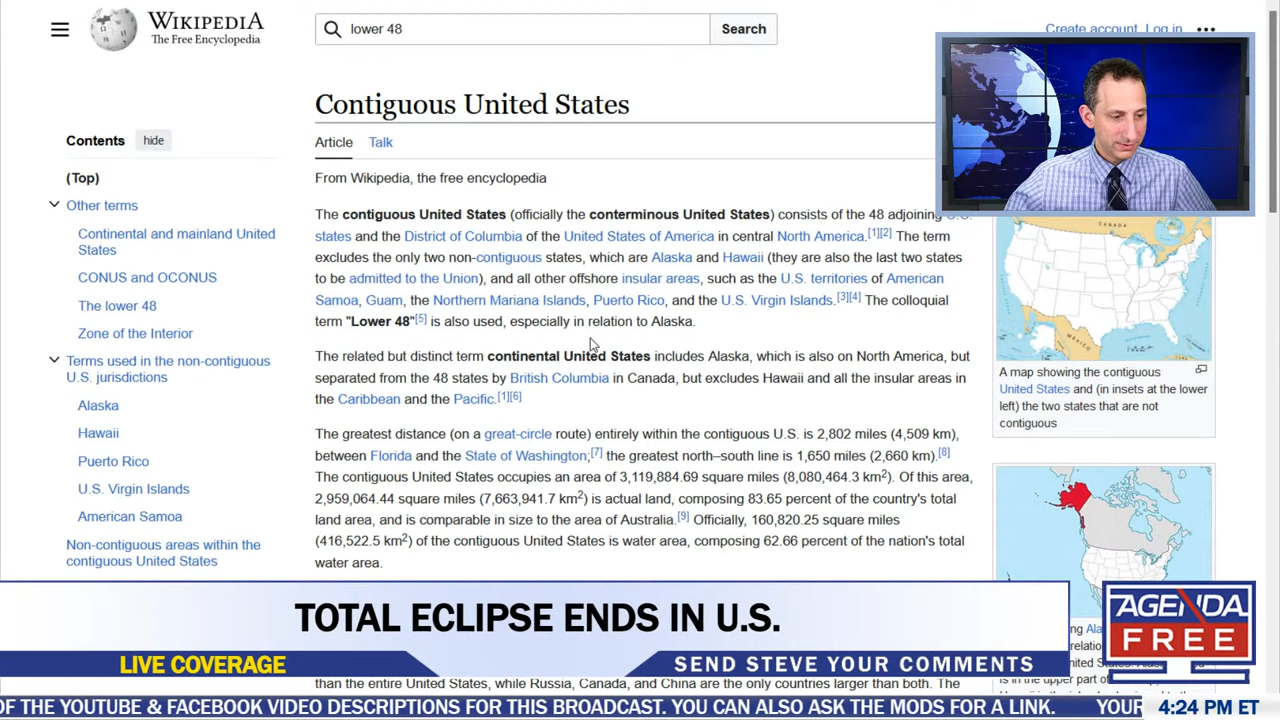 WIKIPEDIA
The Free Encyclopedia
lower 48
Search
Create account Log in
Contents hide
(Top)
Other terms
Continental and mainland United
States
CONUS and OCONUS
The lower 48
Zone of the Interior
Terms used in the non-contiguous
U.S. jurisdictions
Alaska
Hawaii
Puerto Rico
U.S. Virgin Islands
American Samoa
Non-contiguous areas within the
contiguous United States
Contiguous United States
Article Talk
From Wikipedia, the free encyclopedia
The contiguous United States (officially the conterminous United States) consists of the 48 adjoining U.S.
states and the District of Columbia of the United States of America in central North America.[1][2] The term
excludes the only two non-contiguous states, which are Alaska and Hawaii (they are also the last two states
to be admitted to the Union), and all other offshore insular areas, such as the U.S. territories of American
Samoa, Guam, the Northern Mariana Islands, Puerto Rico, and the U.S. Virgin Islands.[3][4] The colloquial
term "Lower 48"[5] is also used, especially in relation to Alaska.
The related but distinct term continental United States includes Alaska, which is also on North America, but
separated from the 48 states by British Columbia in Canada, but excludes Hawaii and all the insular areas in
the Caribbean and the Pacific.[1][6]
The greatest distance (on a great-circle route) entirely within the contiguous U.S. is 2,802 miles (4,509 km),
between Florida and the State of Washington;[7] the greatest north–south line is 1,650 miles (2,660 km).[8]
The contiguous United States occupies an area of 3,119,884.69 square miles (8,080,464.3 km²). Of this area,
2,959,064.44 square miles (7,663,941.7 km²) is actual land, composing 83.65 percent of the country's total
land area, and is comparable in size to the area of Australia.[9] Officially, 160,820.25 square miles
(416,522.5 km²) of the contiguous United States is water area, composing 62.66 percent of the nation's total
water area.
than the entire United States, while Russia, Canada, and China are the only countries larger than both. The
CANADA
MEXICO
A map showing the contiguous
United States and (in insets at the lower
left) the two states that are not
contiguous
TOTAL ECLIPSE ENDS IN U.S.
LIVE COVERAGE
SEND STEVE YOUR COMMENTS
AGENDA
FREE
OF THE YOUTUBE & FACEBOOK VIDEO DESCRIPTIONS FOR THIS BROADCAST. YOU CAN ALSO ASK THE MODS FOR A LINK. YOUR
4:24 PM ET